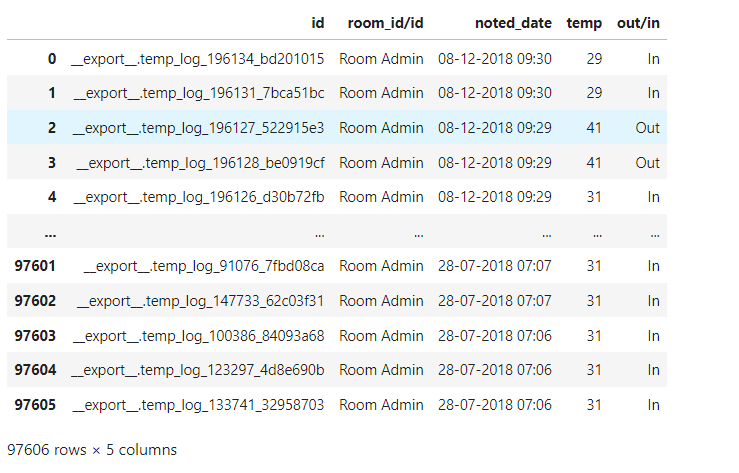 id room_id/id noted_date temp out/in
0 __export__.temp_log_196134_bd201015 Room Admin 08-12-2018 09:30 29 In
1 __export__.temp_log_196131_7bca51bc Room Admin 08-12-2018 09:30 29 In
2 __export__.temp_log_196127_522915e3 Room Admin 08-12-2018 09:29 41 Out
3 __export__.temp_log_196128_be0919cf Room Admin 08-12-2018 09:29 41 Out
4 __export__.temp_log_196126_d30b72fb Room Admin 08-12-2018 09:29 31 In
... ... ... ... ... ...
97601 __export__.temp_log_91076_7fbd08ca Room Admin 28-07-2018 07:07 31 In
97602 __export__.temp_log_147733_62c03f31 Room Admin 28-07-2018 07:07 31 In
97603 __export__.temp_log_100386_84093a68 Room Admin 28-07-2018 07:06 31 In
97604 __export__.temp_log_123297_4d8e690b Room Admin 28-07-2018 07:06 31 In
97605 __export__.temp_log_133741_32958703 Room Admin 28-07-2018 07:06 31 In
97606 rows × 5 columns